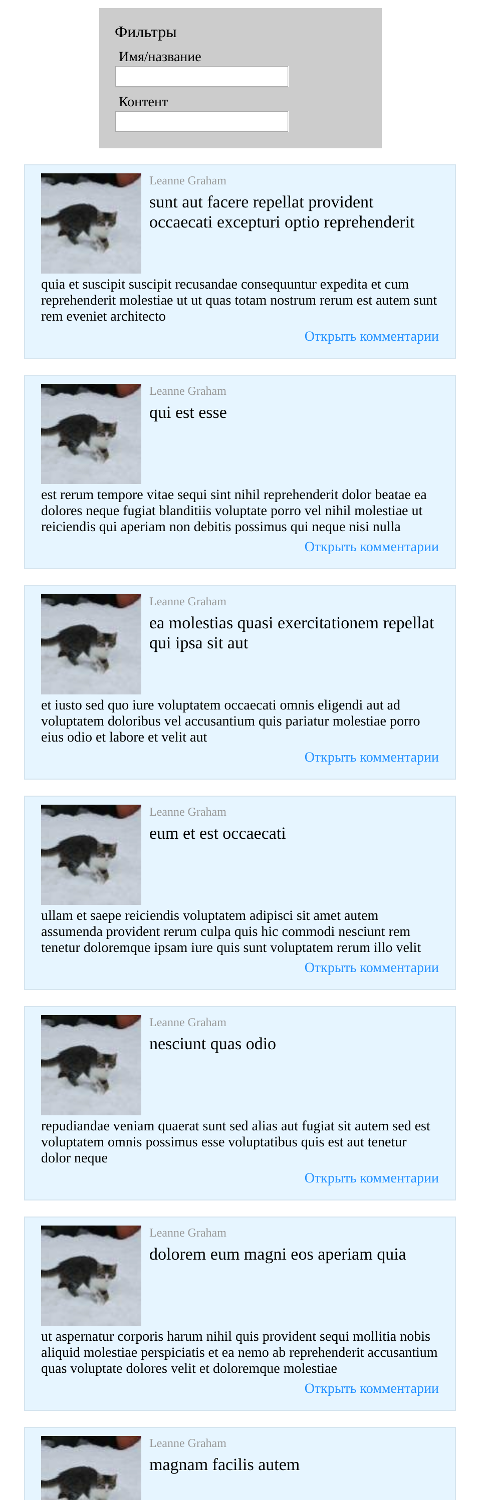 Фильтры
Имя/название
Контент
Leanne Graham
sunt aut facere repellat provident
occaecati excepturi optio reprehenderit
quia et suscipit suscipit recusandae consequuntur expedita et cum
reprehenderit molestiae ut ut quas totam nostrum rerum est autem sunt
rem eveniet architecto
Открыть комментарии
Leanne Graham
qui est esse
est rerum tempore vitae sequi sint nihil reprehenderit dolor beatae ea
dolores neque fugiat blanditiis voluptate porro vel nihil molestiae ut
reiciendis qui aperiam non debitis possimus qui neque nisi nulla
Открыть комментарии
Leanne Graham
ea molestias quasi exercitationem repellat
qui ipsa sit aut
et iusto sed quo iure voluptatem occaecati omnis eligendi aut ad
voluptatem doloribus vel accusantium quis pariatur molestiae porro
eius odio et labore et velit aut
Открыть комментарии
Leanne Graham
eum et est occaecati
ullam et saepe reiciendis voluptatem adipisci sit amet autem
assumenda provident rerum culpa quis hic commodi nesciunt rem
tenetur doloremque ipsam iure quis sunt voluptatem rerum illo velit
Открыть комментарии
Leanne Graham
nesciunt quas odio
repudiandae veniam quaerat sunt sed alias aut fugiat sit autem sed est
voluptatem omnis possimus esse voluptatibus quis est aut tenetur
dolor neque
Открыть комментарии
Leanne Graham
dolorem eum magni eos aperiam quia
ut aspernatur corporis harum nihil quis provident sequi mollitia nobis
aliquid molestiae perspiciatis et ea nemo ab reprehenderit accusantium
quas voluptate dolores velit et doloremque molestiae
Открыть комментарии
Leanne Graham
magnam facilis autem